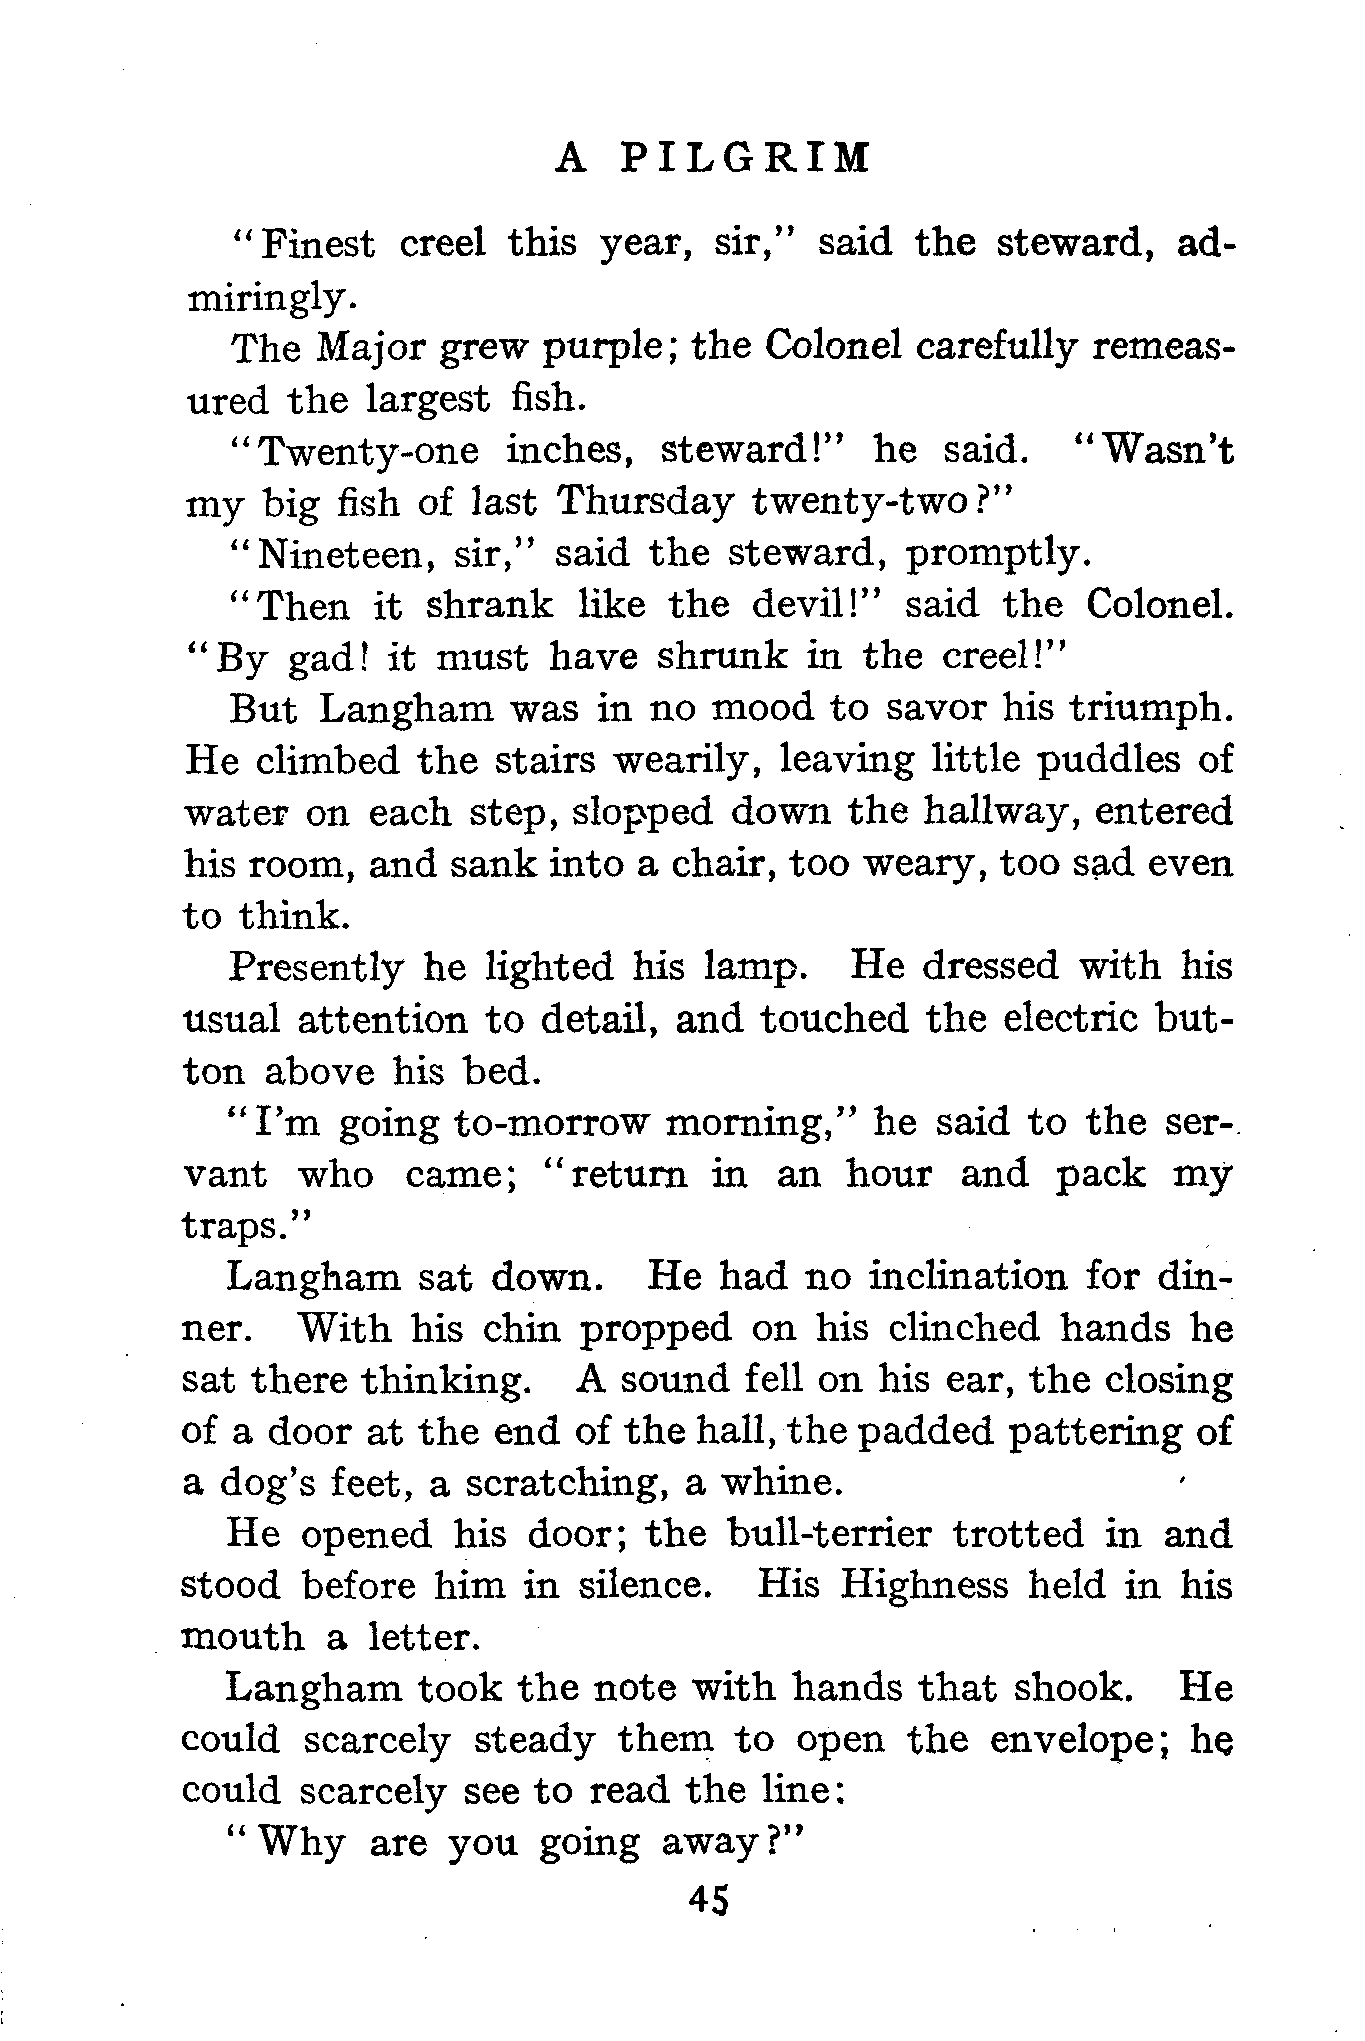 A PILGRIM
"Finest creel this year, sir," said the steward, ad-
miringly.
The Major grew purple; the Colonel carefully remeas-
ured the largest fish.
"Twenty-one inches, steward!" he said. "Wasn't
my big fish of last Thursday twenty-two?"
"Nineteen, sir," said the steward, promptly.
"Then it shrank like the devil!" said the Colonel.
"By gad! it must have shrunk in the creel!"
But Langham was in no mood to savor his triumph.
He climbed the stairs wearily, leaving little puddles of
water on each step, slopped down the hallway, entered
his room, and sank into a chair, too weary, too sad even
to think.
Presently he lighted his lamp. He dressed with his
usual attention to detail, and touched the electric but-
ton above his bed.
"I'm going to-morrow morning," he said to the ser-
vant who came; "return in an hour and pack my
traps."
Langham sat down. He had no inclination for din-
ner. With his chin propped on his clinched hands he
sat there thinking. A sound fell on his ear, the closing
of a door at the end of the hall, the padded pattering of
a dog's feet, a scratching, a whine.
He opened his door; the bull-terrier trotted in and
stood before him in silence. His Highness held in his
mouth a letter.
Langham took the note with hands that shook. He
could scarcely steady them to open the envelope; he
could scarcely see to read the line:
"Why are you going away?"
45